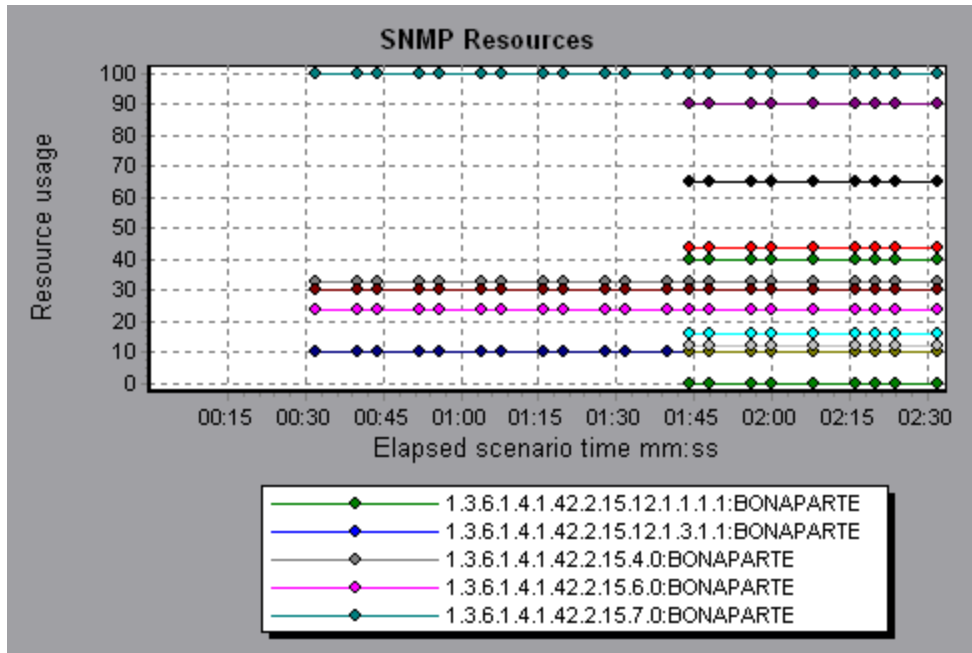 SNMP Resources
Resource usage
100
90
80
70
60
50
40
30
20
10
0
00:15 00:30 00:45 01:00 01:15 01:30 01:45 02:00 02:15 02:30
Elapsed scenario time mm:ss
1.3.6.1.4.1.42.2.15.12.1.1.1.1:BONAPARTE
1.3.6.1.4.1.42.2.15.12.1.3.1.1:BONAPARTE
1.3.6.1.4.1.42.2.15.4.0:BONAPARTE
1.3.6.1.4.1.42.2.15.6.0:BONAPARTE
1.3.6.1.4.1.42.2.15.7.0:BONAPARTE